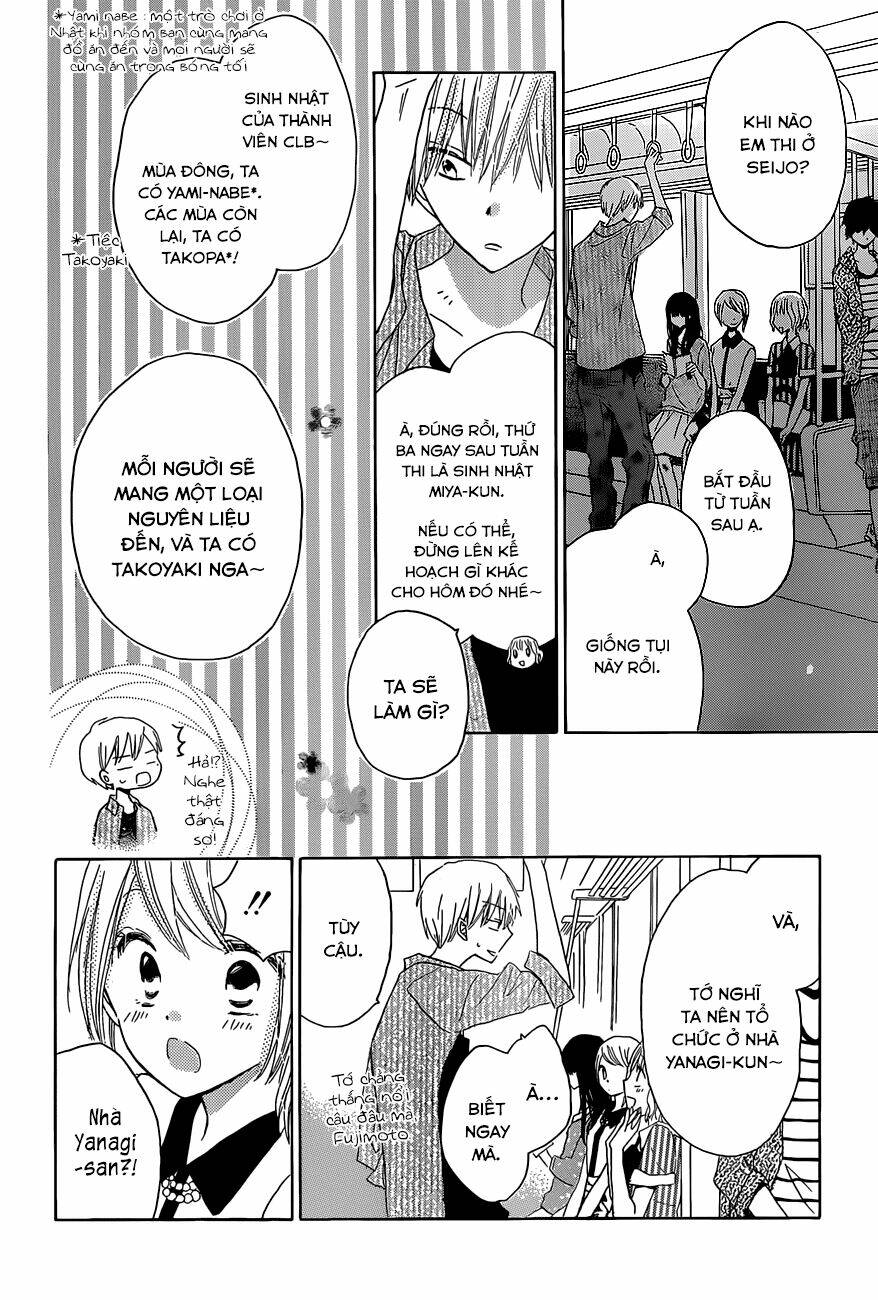 KHI NÀO
EM THI Ở
SEIJO?
BẮT ĐẦU
TỪ TUẦN
SAU Ạ.
À,
GIỐNG TỤI
NÀY RỒI.
À, ĐÚNG RỒI, THỨ
BA NGAY SAU TUẦN
THI LÀ SINH NHẬT
MIYA-KUN.
NẾU CÓ THỂ,
ĐỪNG LÊN KẾ
HOẠCH GÌ KHÁC
CHO HÔM ĐÓ NHÉ~
TA SẼ
LÀM GÌ?
* Yami nabe : một trò chơi ở
Nhật khi nhóm bạn cùng mang
đồ ăn đến và mọi người sẽ
cùng ăn trong bóng tối
SINH NHẬT
CỦA THÀNH
VIÊN CLB~
MÙA ĐÔNG, TA
CÓ YAMI-NABE*.
CÁC MÙA CÒN
LẠI, TA CÓ
TAKOPA*!
* Tiệc
Takoyaki
MỖI NGƯỜI SẼ
MANG MỘT LOẠI
NGUYÊN LIỆU
ĐẾN, VÀ TA CÓ
TAKOYAKI NGA~
Hả!?
Nghe
thật
đáng
sợ!
VÀ,
TỚ NGHĨ
TA NÊN TỔ
CHỨC Ở NHÀ
YANAGI-KUN~
À...
BIẾT
NGAY
MÀ.
TÙY
CẬU.
Tớ chẳng
thắng nổi
cậu đâu mà,
Fujimoto
!!
Nhà
Yanagi
-san?!